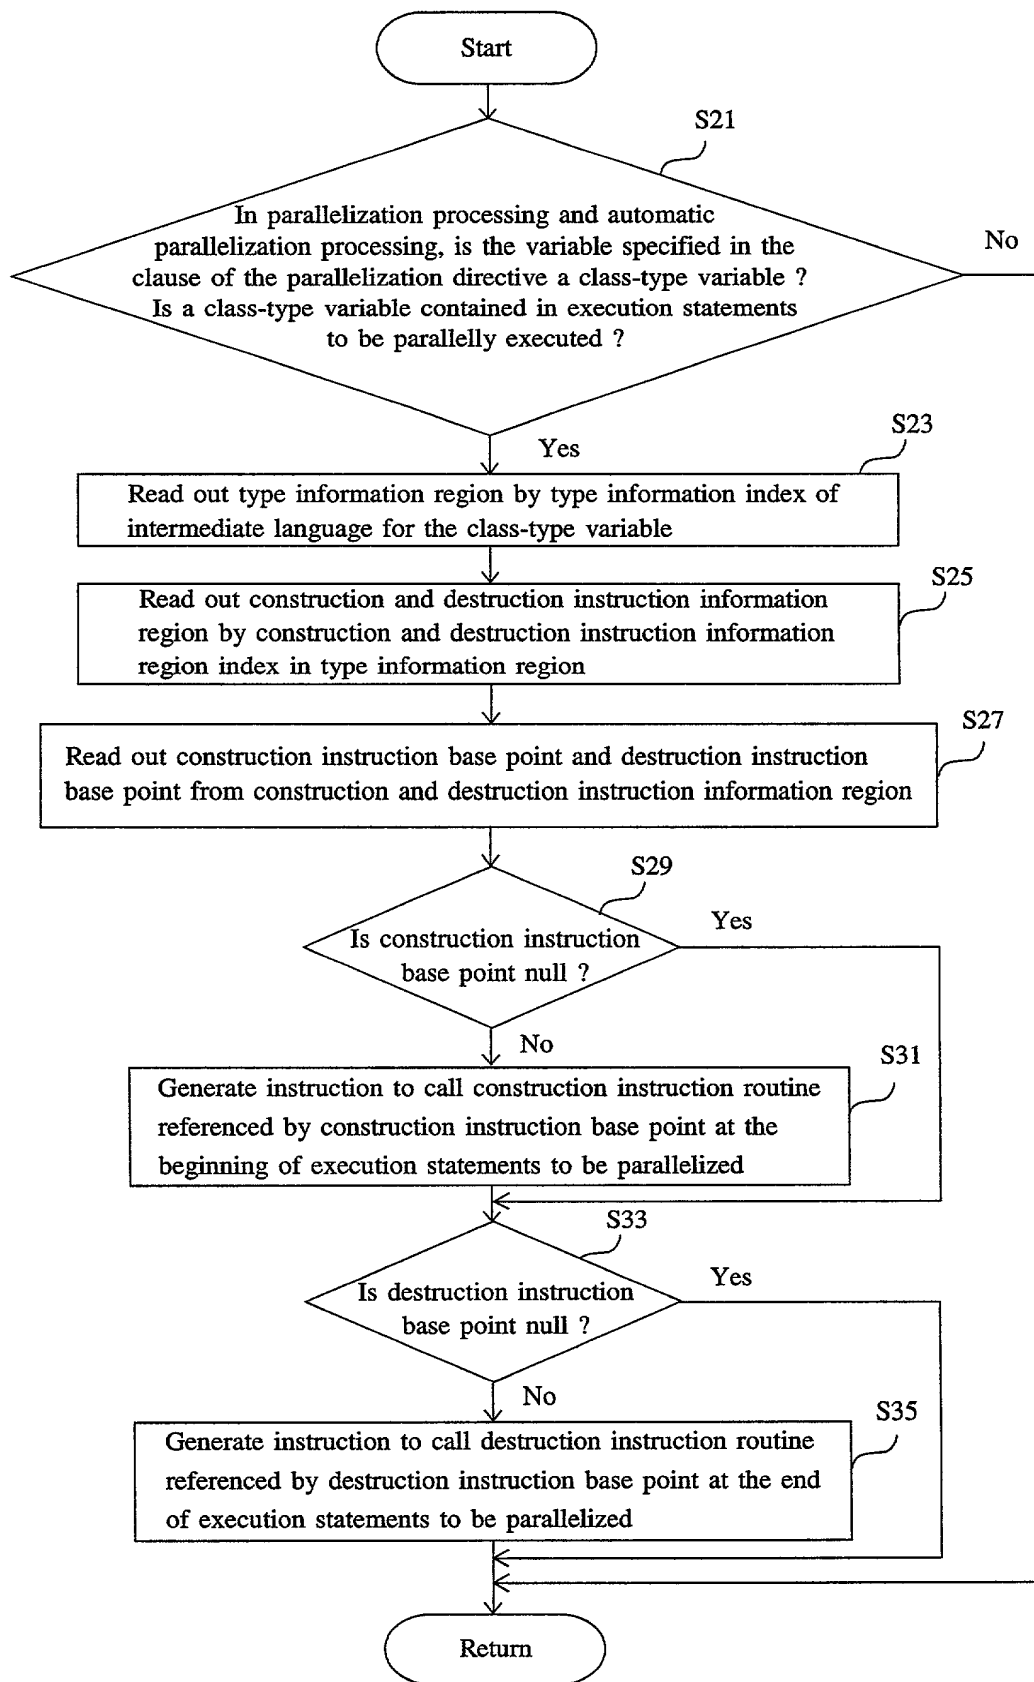 Start
S21
In parallelization processing and automatic
parallelization processing, is the variable specified in the
clause of the parallelization directive a class-type variable ?
Is a class-type variable contained in execution statements
to be parallelly executed ?
No
Yes
S23
Read out type information region by type information index of
intermediate language for the class-type variable
S25
Read out construction and destruction instruction information
region by construction and destruction instruction information
region index in type information region
S27
Read out construction instruction base point and destruction instruction
base point from construction and destruction instruction information region
S29
Is construction instruction
base point null ?
Yes
No
S31
Generate instruction to call construction instruction routine
referenced by construction instruction base point at the
beginning of execution statements to be parallelized
S33
Is destruction instruction
base point null ?
Yes
No
S35
Generate instruction to call destruction instruction routine
referenced by destruction instruction base point at the end
of execution statements to be parallelized
Return